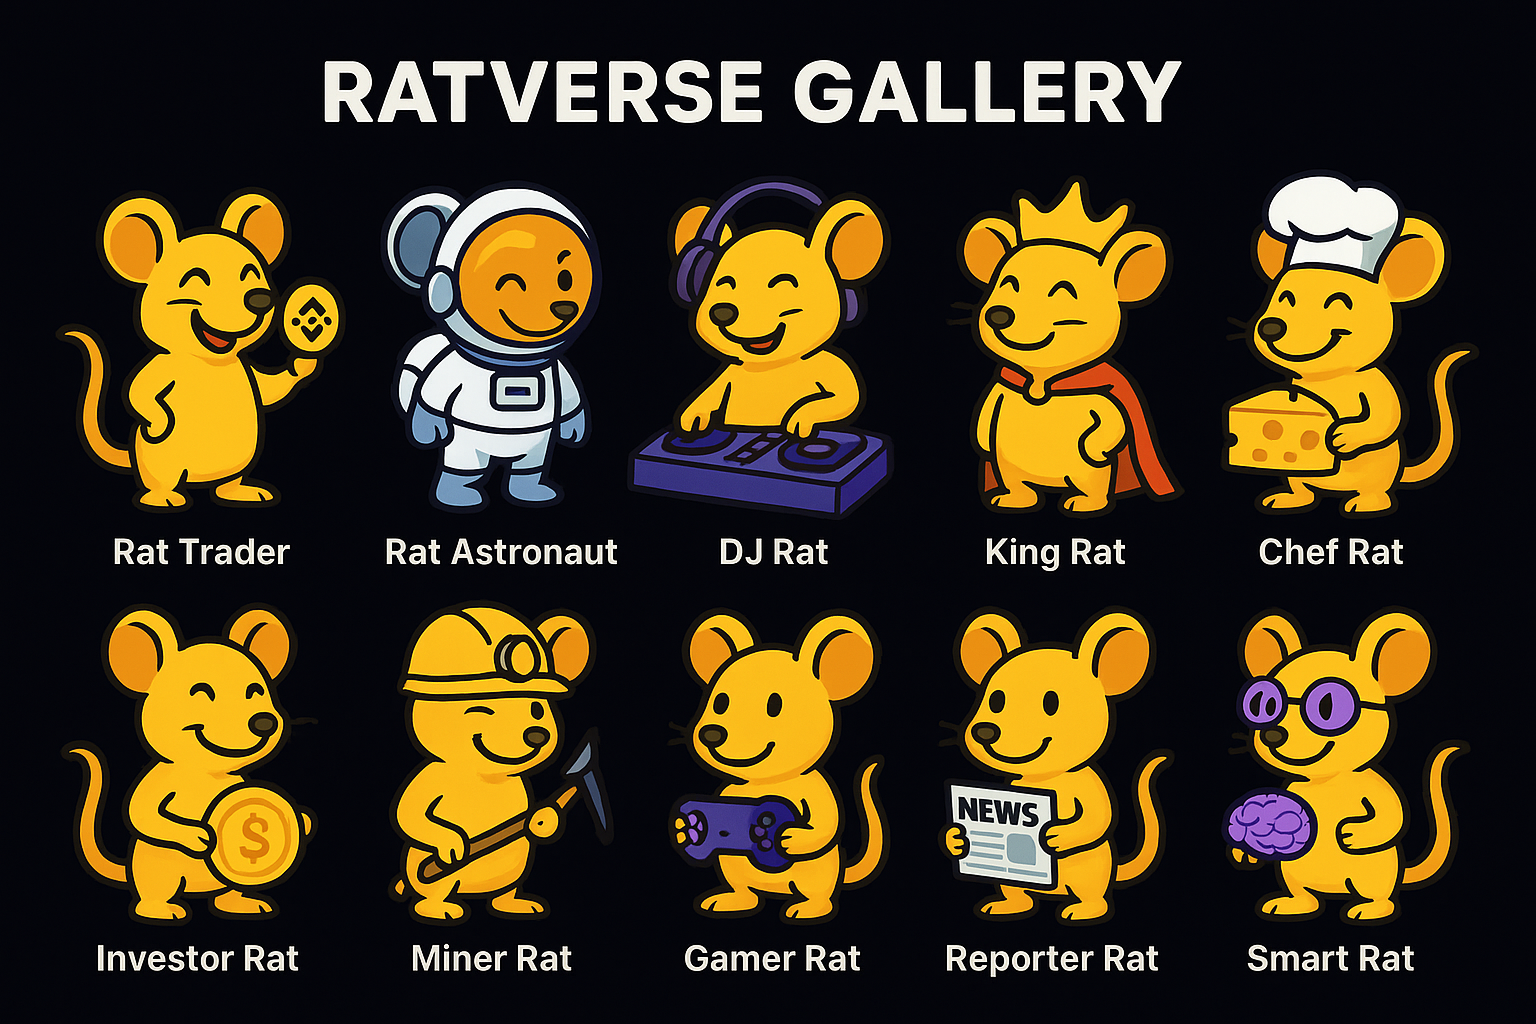 RATVERSE GALLERY
Rat Trader
Rat Astronaut
DJ Rat
King Rat
Chef Rat
$
Investor Rat
Miner Rat
Gamer Rat
NEWS
Reporter Rat
Smart Rat